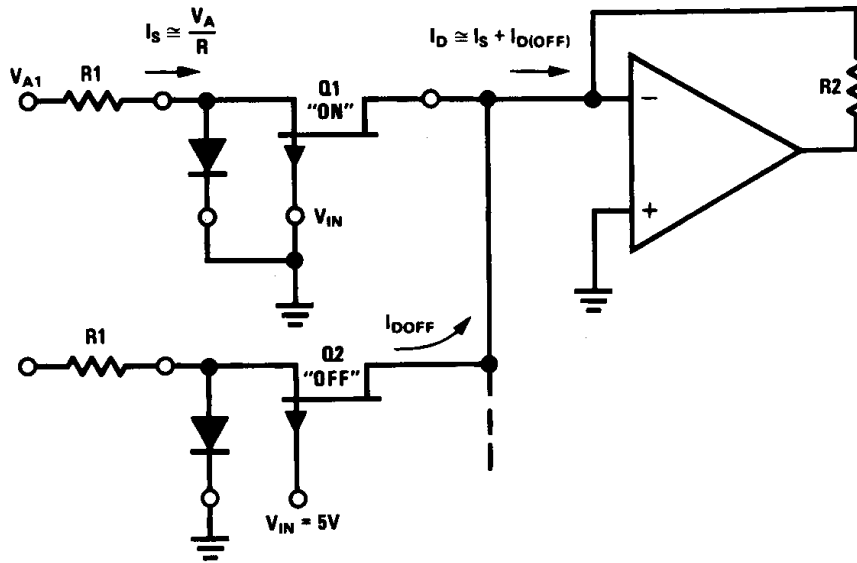 I_S ≅ V_A / R
I_D ≅ I_S + I_D(OFF)
V_A1
R1
Q1
"ON"
−
R2
V_IN
+
I_DOFF
R1
Q2
"OFF"
V_IN = 5V